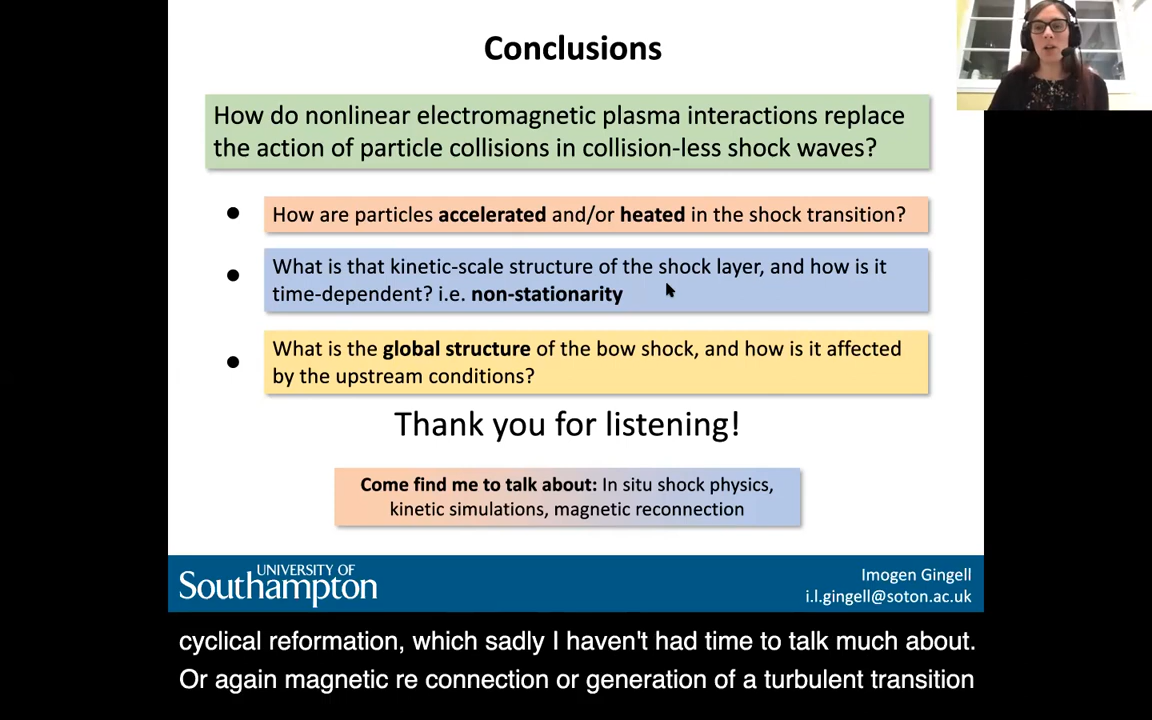 Conclusions
How do nonlinear electromagnetic plasma interactions replace
the action of particle collisions in collision-less shock waves?
● How are particles accelerated and/or heated in the shock transition?
● What is that kinetic-scale structure of the shock layer, and how is it
time-dependent? i.e. non-stationarity
● What is the global structure of the bow shock, and how is it affected
by the upstream conditions?
Thank you for listening!
Come find me to talk about: In situ shock physics,
kinetic simulations, magnetic reconnection
UNIVERSITY OF
Southampton
Imogen Gingell
i.l.gingell@soton.ac.uk
cyclical reformation, which sadly I haven't had time to talk much about.
Or again magnetic re connection or generation of a turbulent transition